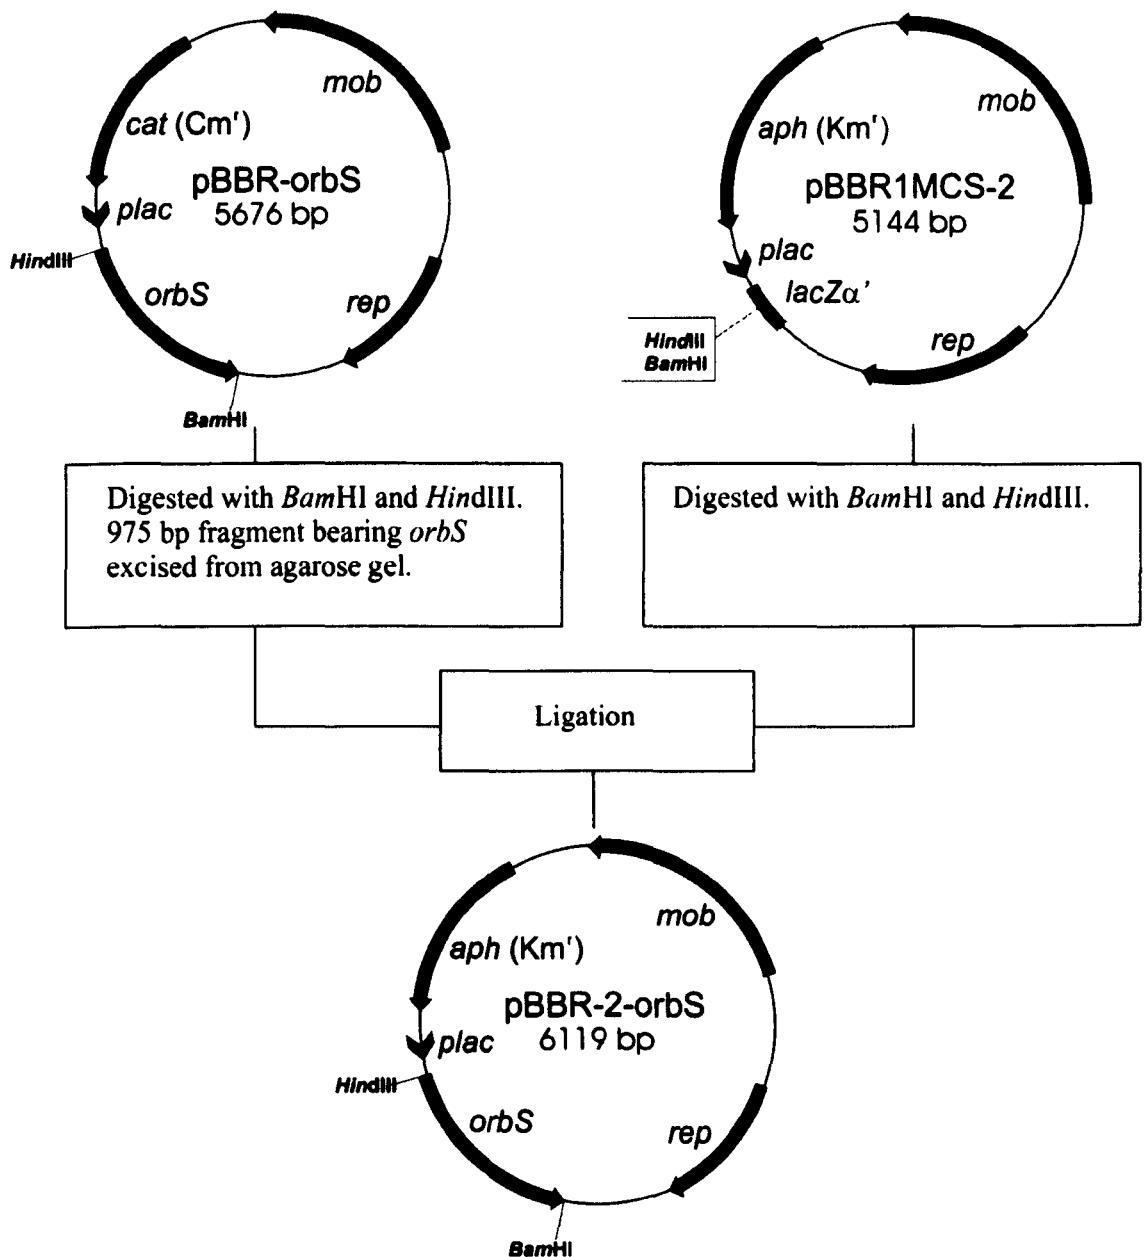 mob
cat (Cm')
pBBR-orbS
5676 bp
plac
HindIII
orbS
rep
BamHI
mob
aph (Km')
pBBR1MCS-2
5144 bp
plac
lacZα'
HindIII
BamHI
rep
Digested with BamHI and HindIII.
975 bp fragment bearing orbS
excised from agarose gel.
Digested with BamHI and HindIII.
Ligation
mob
aph (Km')
pBBR-2-orbS
6119 bp
plac
HindIII
orbS
rep
BamHI